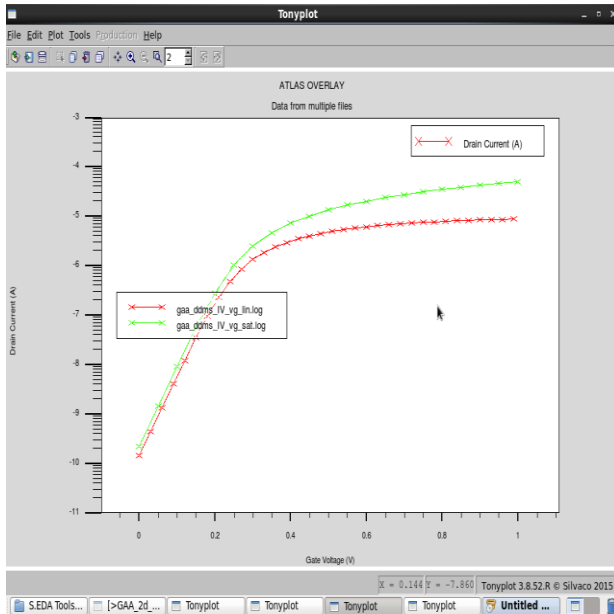 Tonyplot
File Edit Plot Tools Production Help
2
ATLAS OVERLAY
Data from multiple files
Drain Current (A)
-3
-4
-5
-6
-7
-8
-9
-10
-11
Drain Current (A)
gaa_ddms_IV_vg_lin.log
gaa_ddms_IV_vg_sat.log
0 0.2 0.4 0.6 0.8 1
Gate Voltage (V)
X = 0.144 Y = -7.860 Tonyplot 3.8.52.R © Silvaco 2015
S.EDA Tools... [>GAA_2d_... Tonyplot Tonyplot Tonyplot Tonyplot Untitled ...